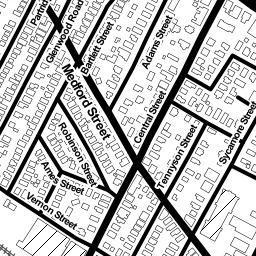 Glenwood Road
Bartlett Street
Adams Street
Medford Street
Central Street
Sycamore Street
Robinson Street
Tennyson Street
Ames Street
Vernon Street